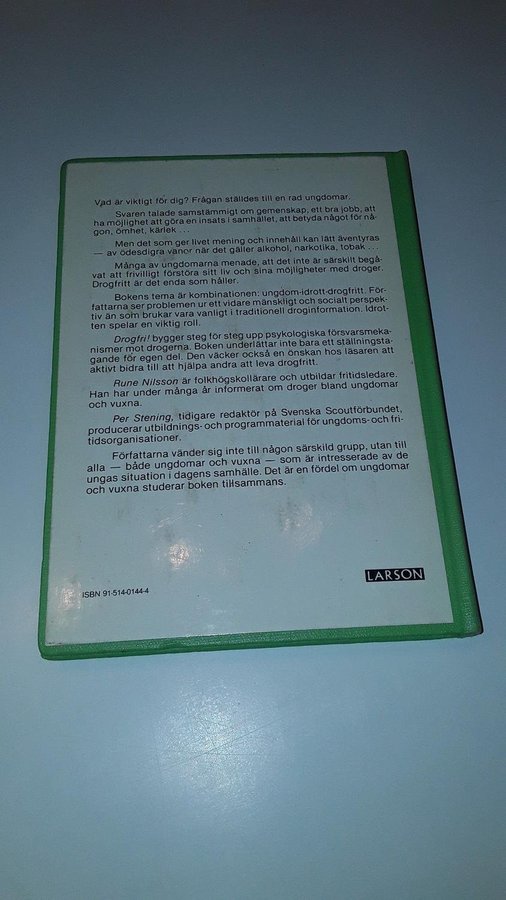 Vad är viktigt för dig? Frågan ställdes till en rad ungdomar.
Svaren talade samstämmigt om gemenskap, ett bra jobb, att
ha möjlighet att göra en insats i samhället, att betyda något för nå-
gon, ömhet, kärlek . . .
Men det som ger livet mening och innehåll kan lätt äventyras
— av ödesdigra vanor när det gäller alkohol, narkotika, tobak . . .
Många av ungdomarna menade, att det inte är särskilt begå-
vat att frivilligt förstöra sitt liv och sina möjligheter med droger.
Drogfritt är det enda som håller.
Bokens tema är kombinationen: ungdom-idrott-drogfritt. För-
fattarna ser problemen ur ett vidare mänskligt och socialt perspek-
tiv än som brukar vara vanligt i traditionell droginformation. Idrot-
ten spelar en viktig roll.
Drogfri! bygger steg för steg upp psykologiska försvarsmeka-
nismer mot drogerna. Boken underlättar inte bara ett ställningsta-
gande för egen del. Den väcker också en önskan hos läsaren att
aktivt bidra till att hjälpa andra att leva drogfritt.
Rune Nilsson är folkhögskollärare och utbildar fritidsledare.
Han har under många år informerat om droger bland ungdomar
och vuxna.
Per Stening, tidigare redaktör på Svenska Scoutförbundet,
producerar utbildnings- och programmaterial för ungdoms- och fri-
tidsorganisationer.
Författarna vänder sig inte till någon särskild grupp, utan till
alla — både ungdomar och vuxna — som är intresserade av de
ungas situation i dagens samhälle. Det är en fördel om ungdomar
och vuxna studerar boken tillsammans.
LARSON
ISBN 91-514-0144-4